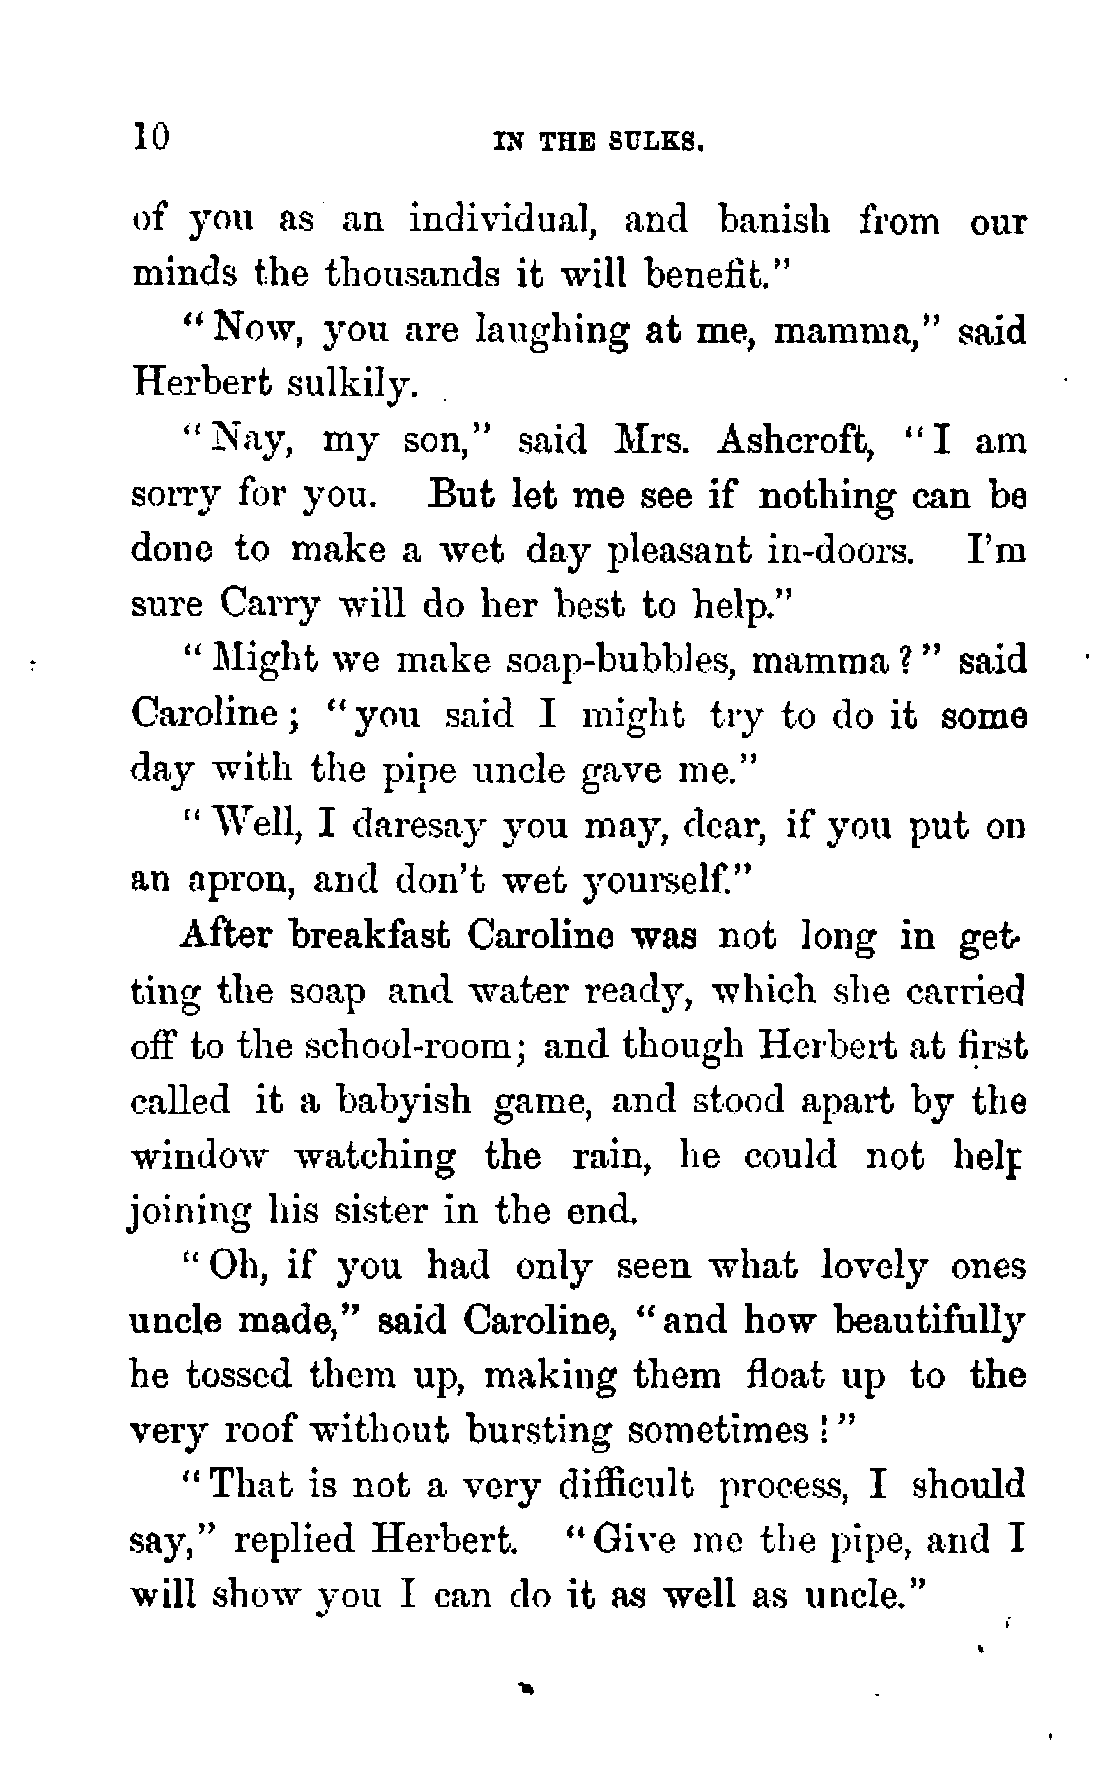 10 IN THE SULKS.
of you as an individual, and banish from our
minds the thousands it will benefit."
"Now, you are laughing at me, mamma," said
Herbert sulkily.
"Nay, my son," said Mrs. Ashcroft, "I am
sorry for you. But let me see if nothing can be
done to make a wet day pleasant in-doors. I'm
sure Carry will do her best to help."
"Might we make soap-bubbles, mamma?" said
Caroline; "you said I might try to do it some
day with the pipe uncle gave me."
"Well, I daresay you may, dear, if you put on
an apron, and don't wet yourself."
After breakfast Caroline was not long in get-
ting the soap and water ready, which she carried
off to the school-room; and though Herbert at first
called it a babyish game, and stood apart by the
window watching the rain, he could not help
joining his sister in the end.
"Oh, if you had only seen what lovely ones
uncle made," said Caroline, "and how beautifully
he tossed them up, making them float up to the
very roof without bursting sometimes!"
"That is not a very difficult process, I should
say," replied Herbert. "Give me the pipe, and I
will show you I can do it as well as uncle."